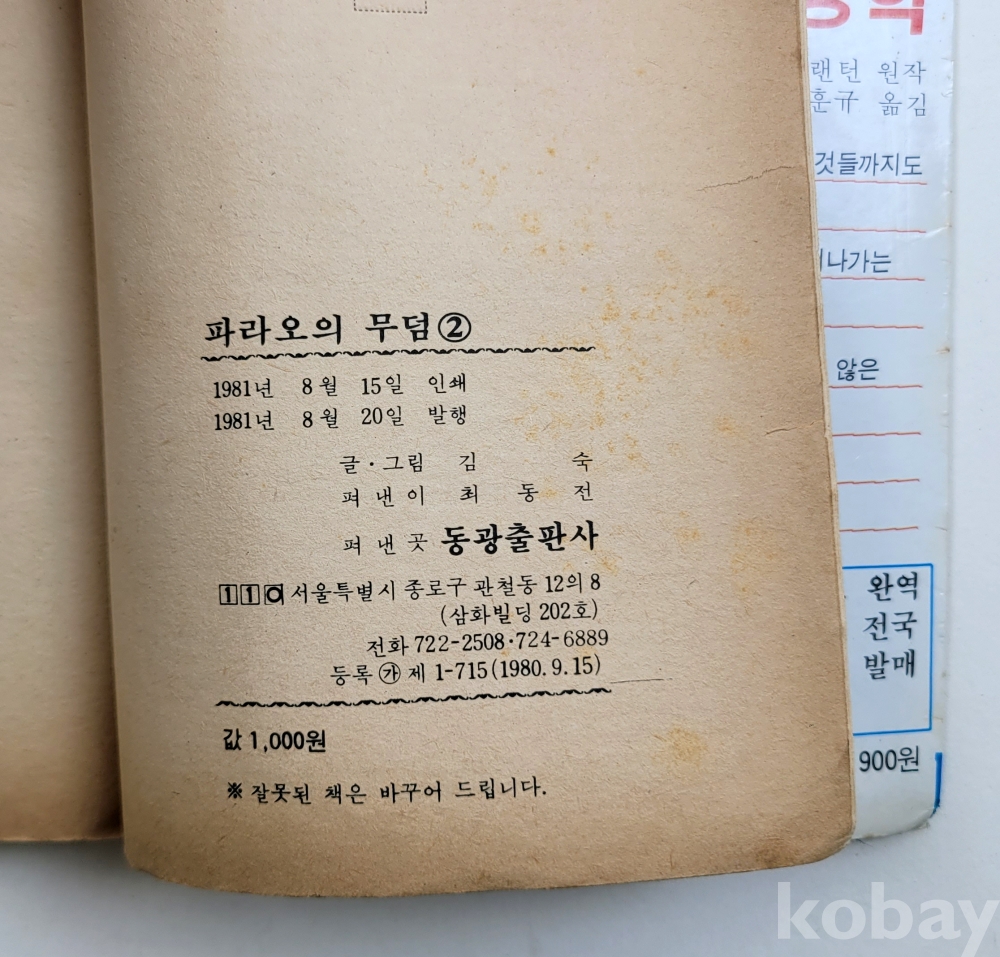 파라오의 무덤②
1981년 8월 15일 인쇄
1981년 8월 20일 발행
글·그림 김 숙
펴낸이 최 동 전
펴낸곳 동광출판사
110 서울특별시 종로구 관철동 12의 8
(삼화빌딩 202호)
전화 722-2508·724-6889
등록 ㉮ 제 1-715(1980. 9. 15)
값 1,000원
※ 잘못된 책은 바꾸어 드립니다.
랜턴 원작
훈규 옮김
것들까지도
나가는
않은
완역
전국
발매
900원
kobay